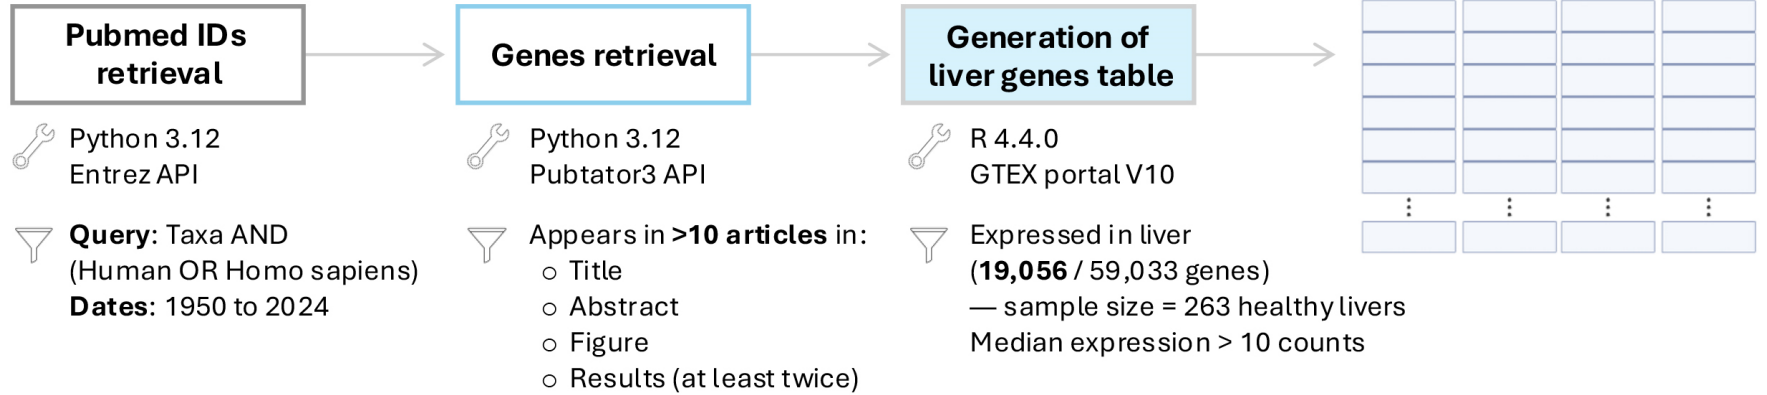 Pubmed IDs
retrieval
Genes retrieval
Generation of
liver genes table
Python 3.12
Entrez API
Query: Taxa AND
(Human OR Homo sapiens)
Dates: 1950 to 2024
Python 3.12
Pubtator3 API
Appears in >10 articles in:
○ Title
○ Abstract
○ Figure
○ Results (at least twice)
R 4.4.0
GTEX portal V10
Expressed in liver
(19,056 / 59,033 genes)
— sample size = 263 healthy livers
Median expression > 10 counts